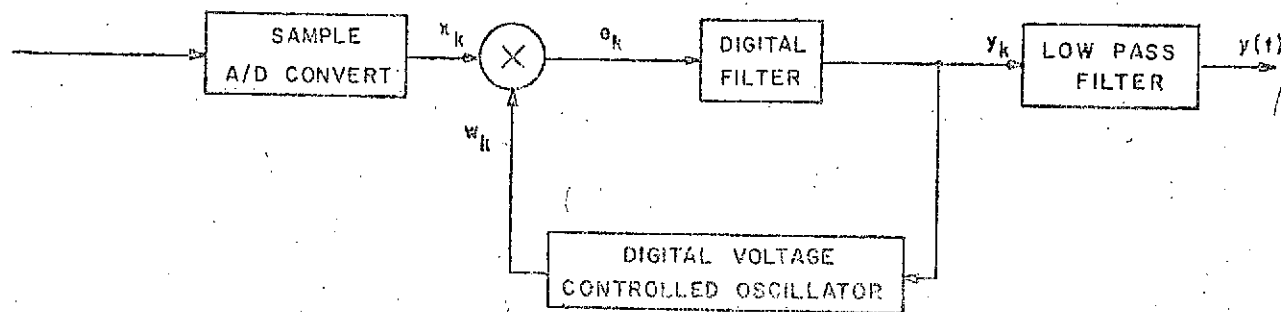 SAMPLE
A/D CONVERT
x_k
e_k
DIGITAL
FILTER
y_k
LOW PASS
FILTER
y(t)
w_k
DIGITAL VOLTAGE
CONTROLLED OSCILLATOR